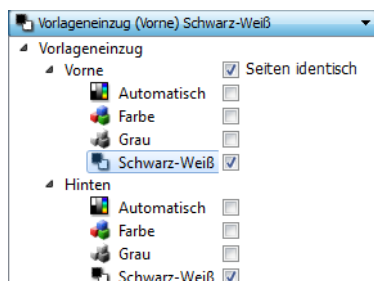 Vorlageneinzug (Vorne) Schwarz-Weiß
Vorlageneinzug
Vorne Seiten identisch
Automatisch
Farbe
Grau
Schwarz-Weiß
Hinten
Automatisch
Farbe
Grau
Schwarz-Weiß